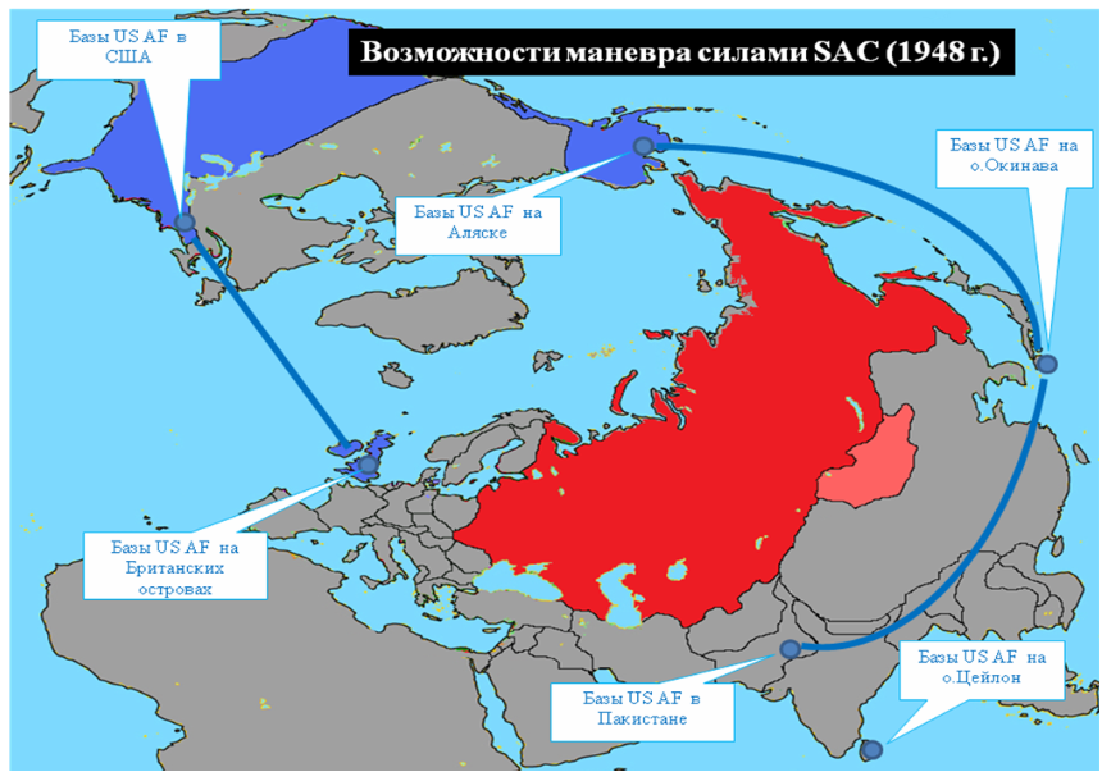 Возможности маневра силами SAC (1948 г.)
Базы US AF в
США
Базы US AF на
о.Окинава
Базы US AF на
Аляске
Базы US AF на
Британских
островах
Базы US AF на
о.Цейлон
Базы US AF в
Пакистане